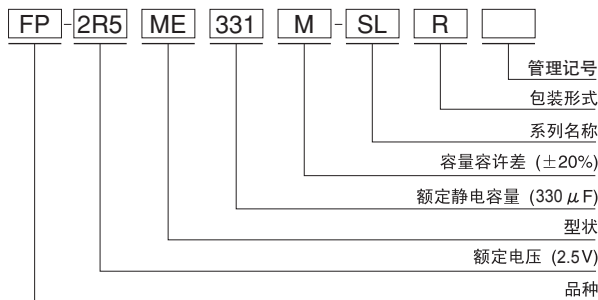 FP-2R5 ME 331 M-SL R
管理记号
包装形式
系列名称
容量容许差 (±20%)
额定静电容量 (330 μF)
型状
额定电压 (2.5V)
品种